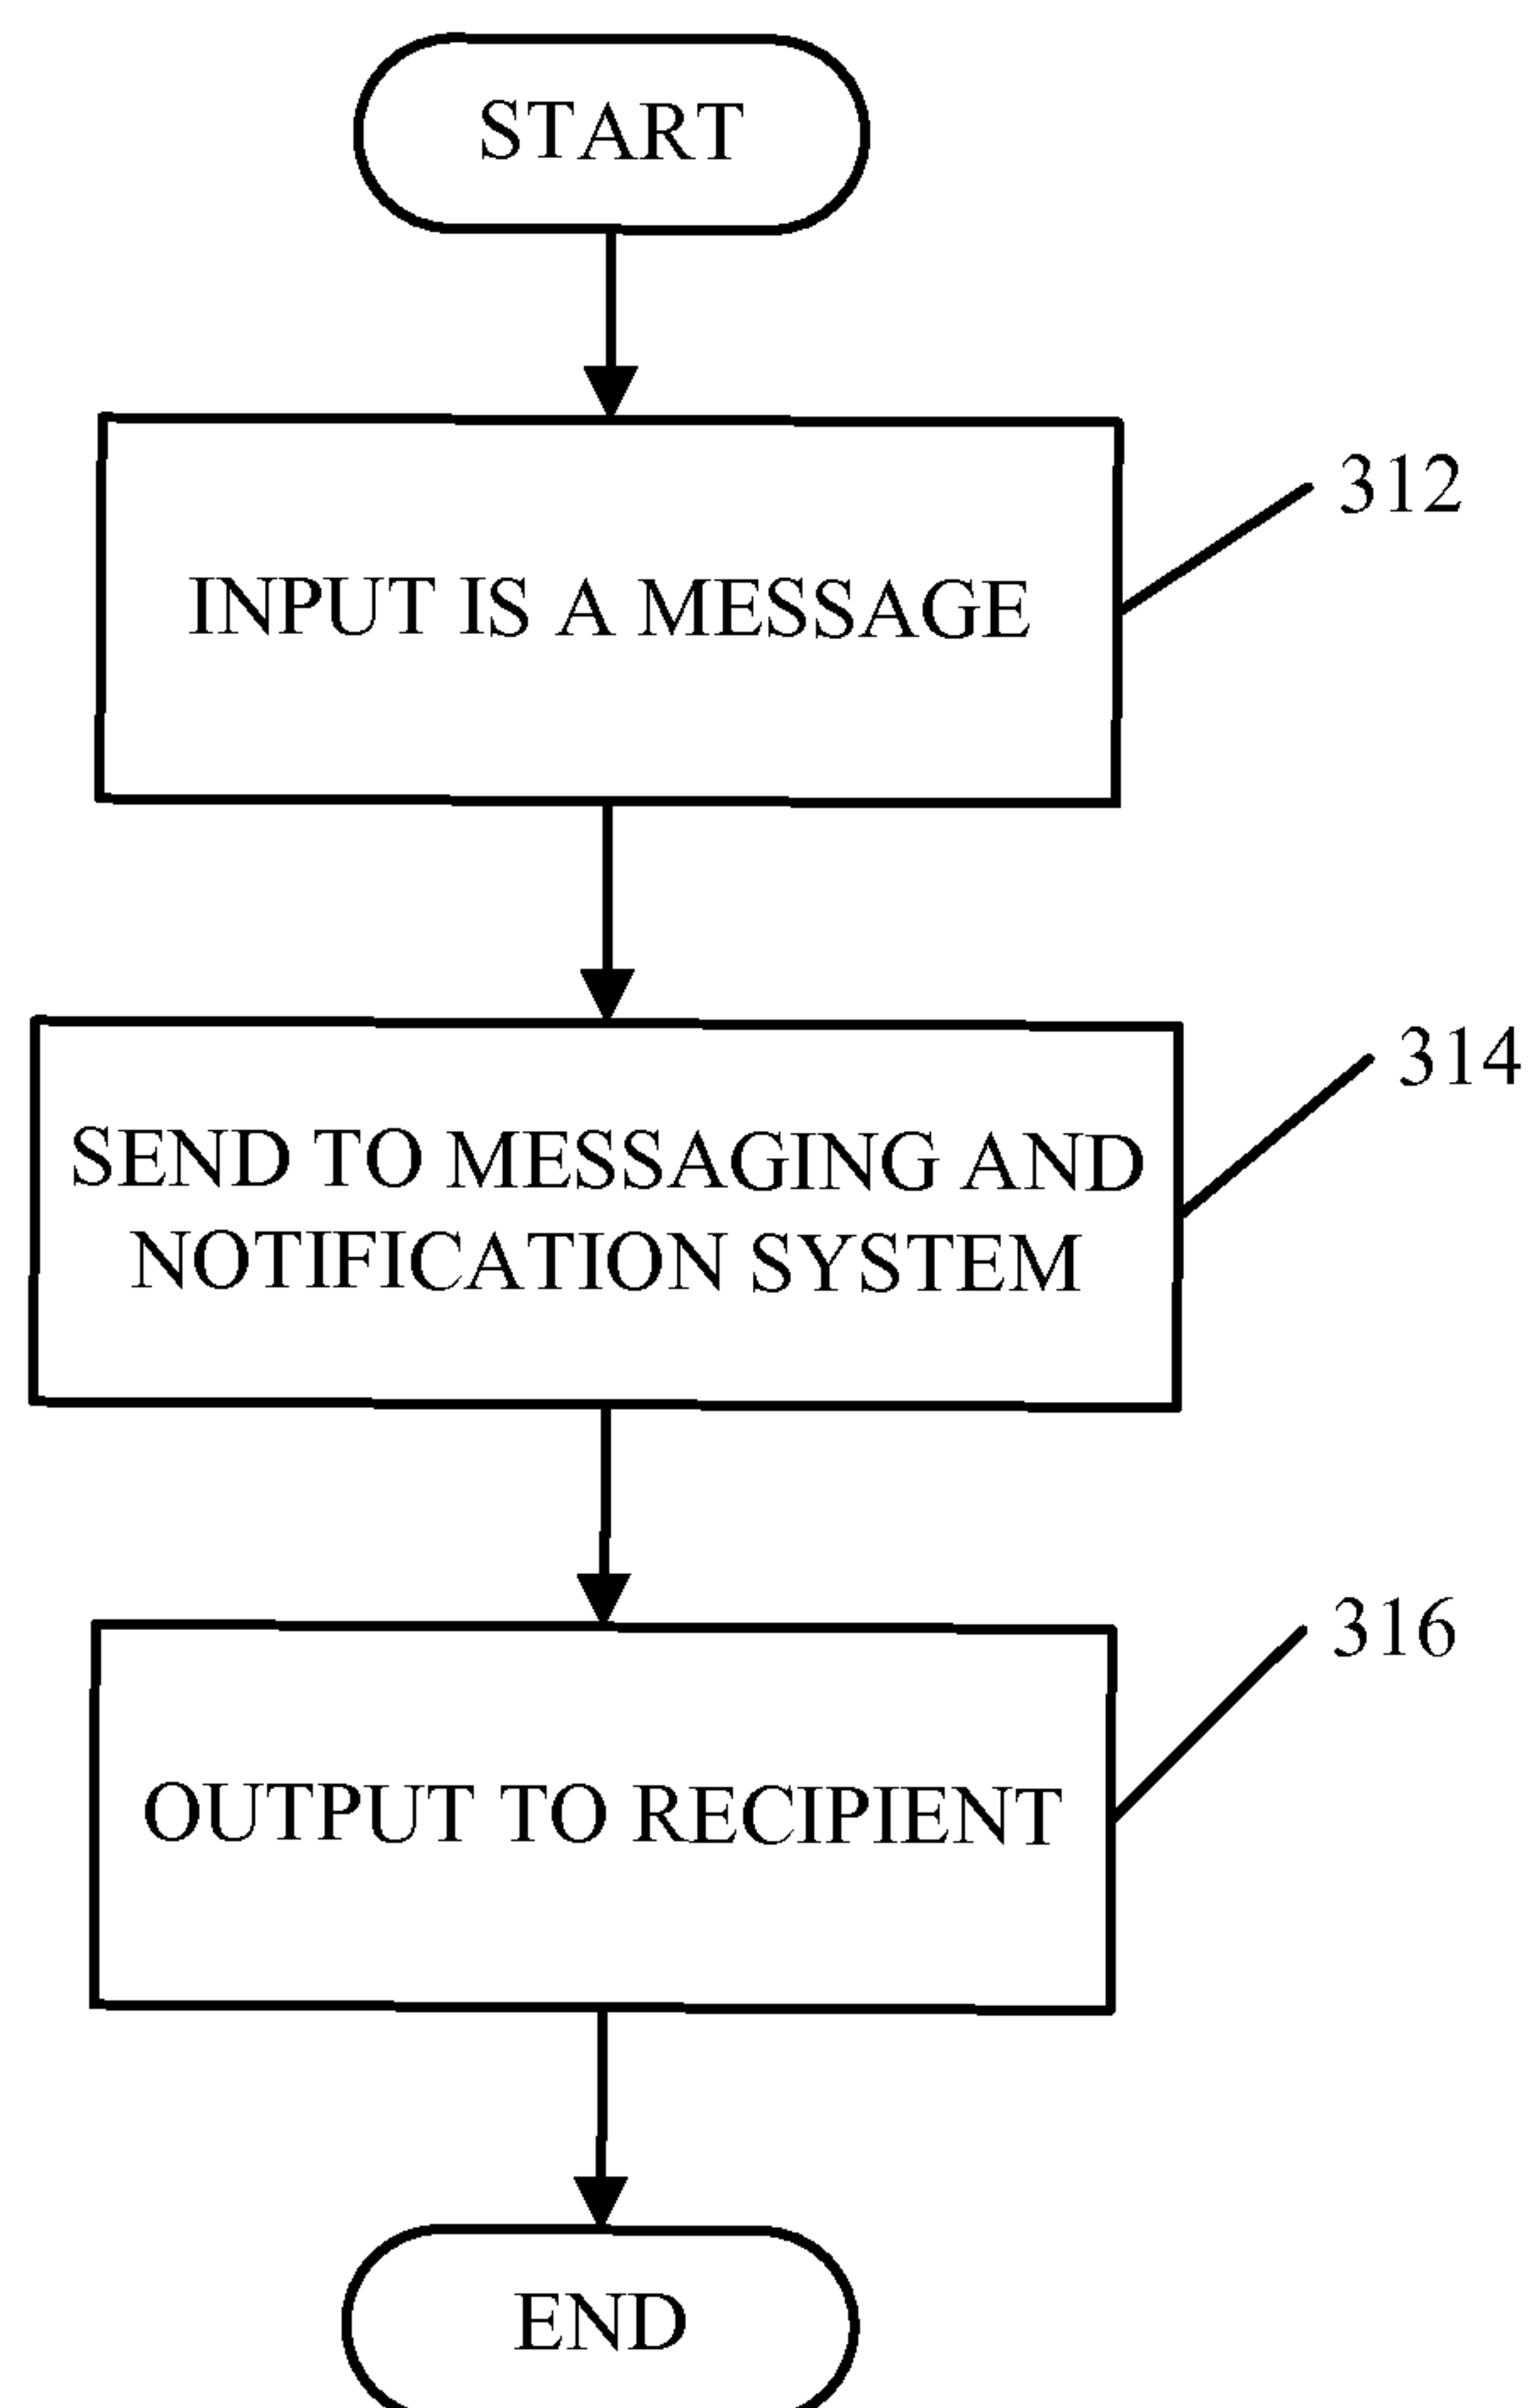 START
312
INPUT IS A MESSAGE
314
SEND TO MESSAGING AND
NOTIFICATION SYSTEM
316
OUTPUT TO RECIPIENT
END